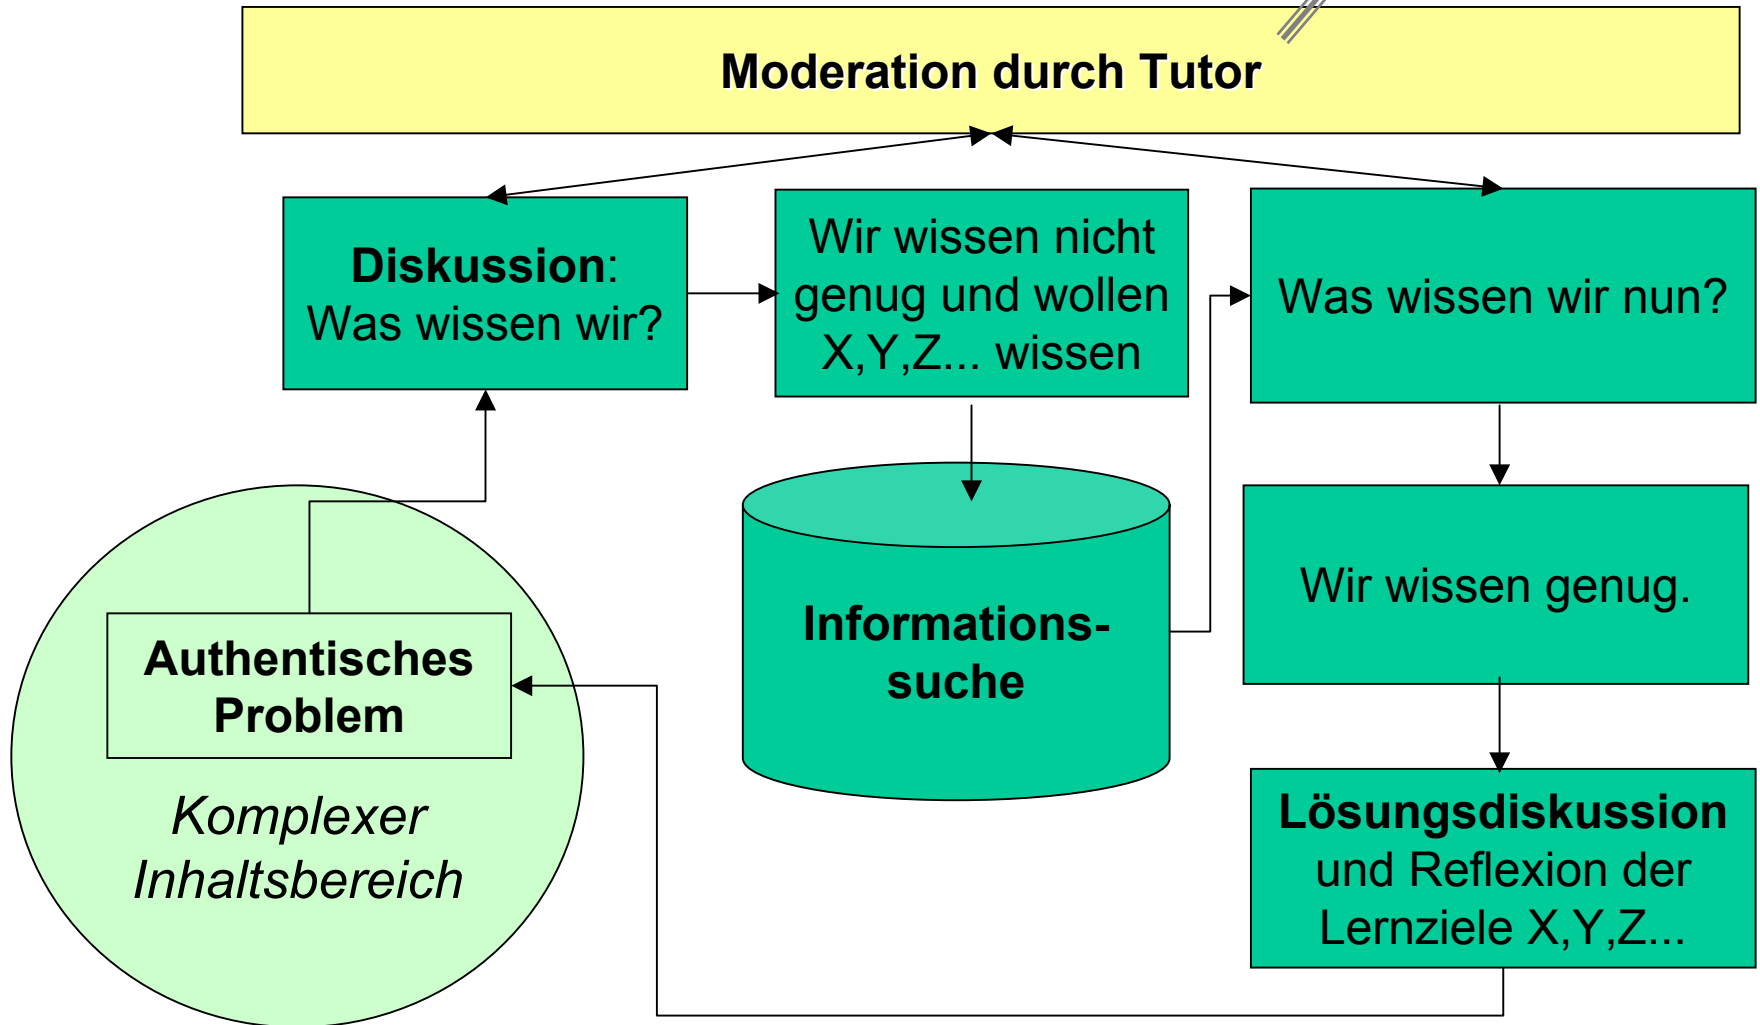 Moderation durch Tutor
Diskussion:
Was wissen wir?
Wir wissen nicht
genug und wollen
X,Y,Z... wissen
Was wissen wir nun?
Informations-
suche
Wir wissen genug.
Authentisches
Problem
Komplexer
Inhaltsbereich
Lösungsdiskussion
und Reflexion der
Lernziele X,Y,Z...